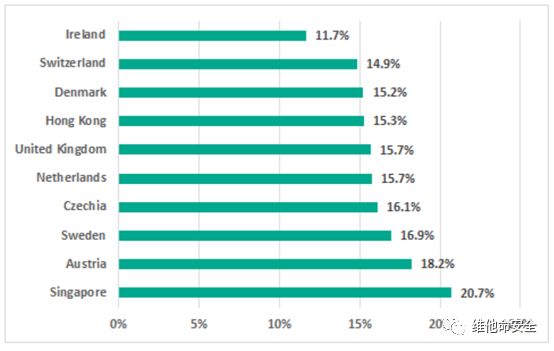 Ireland 11.7%
Switzerland 14.9%
Denmark 15.2%
Hong Kong 15.3%
United Kingdom 15.7%
Netherlands 15.7%
Czechia 16.1%
Sweden 16.9%
Austria 18.2%
Singapore 20.7%
0% 5% 10% 15% 20% 25%
维他命安全